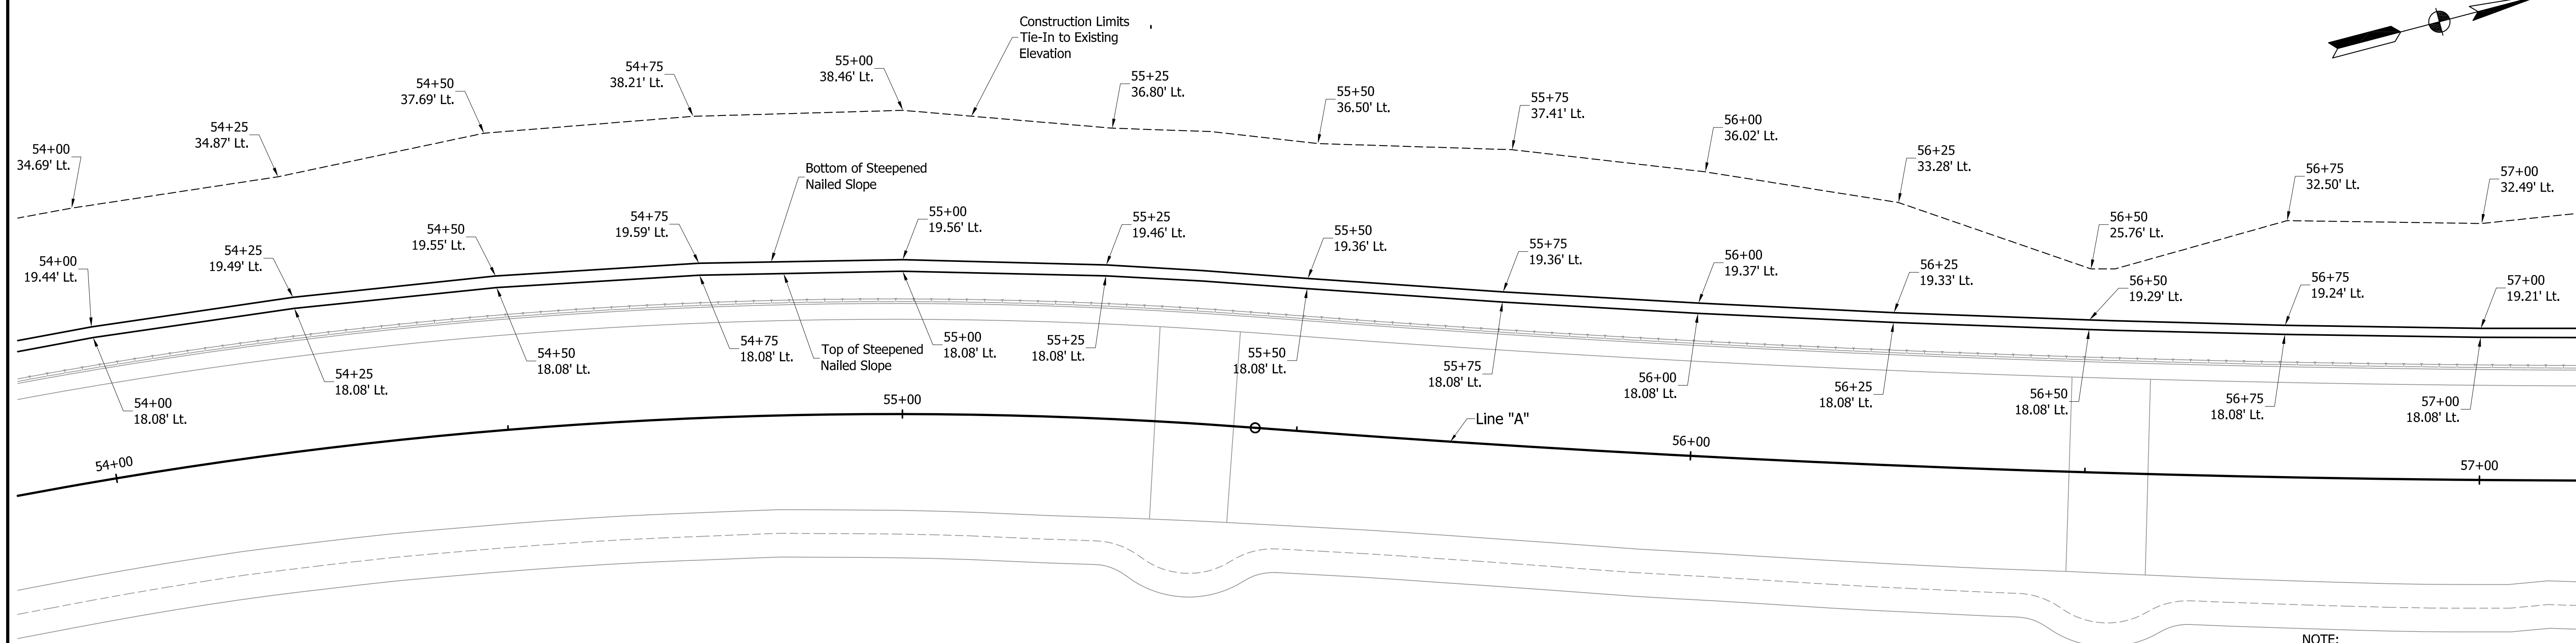 Construction Limits
Tie-In to Existing
Elevation
54+00
34.69' Lt.
54+25
34.87' Lt.
54+50
37.69' Lt.
54+75
38.21' Lt.
55+00
38.46' Lt.
55+25
36.80' Lt.
55+50
36.50' Lt.
55+75
37.41' Lt.
56+00
36.02' Lt.
56+25
33.28' Lt.
56+50
25.76' Lt.
56+75
32.50' Lt.
57+00
32.49' Lt.
Bottom of Steepened
Nailed Slope
54+00
19.44' Lt.
54+25
19.49' Lt.
54+50
19.55' Lt.
54+75
19.59' Lt.
55+00
19.56' Lt.
55+25
19.46' Lt.
55+50
19.36' Lt.
55+75
19.36' Lt.
56+00
19.37' Lt.
56+25
19.33' Lt.
56+50
19.29' Lt.
56+75
19.24' Lt.
57+00
19.21' Lt.
54+00
18.08' Lt.
54+25
18.08' Lt.
54+50
18.08' Lt.
54+75
18.08' Lt.
Top of Steepened
Nailed Slope
55+00
18.08' Lt.
55+25
18.08' Lt.
55+50
18.08' Lt.
55+75
18.08' Lt.
56+00
18.08' Lt.
56+25
18.08' Lt.
56+50
18.08' Lt.
56+75
18.08' Lt.
57+00
18.08' Lt.
54+00
55+00
Line "A"
56+00
57+00
NOTE: